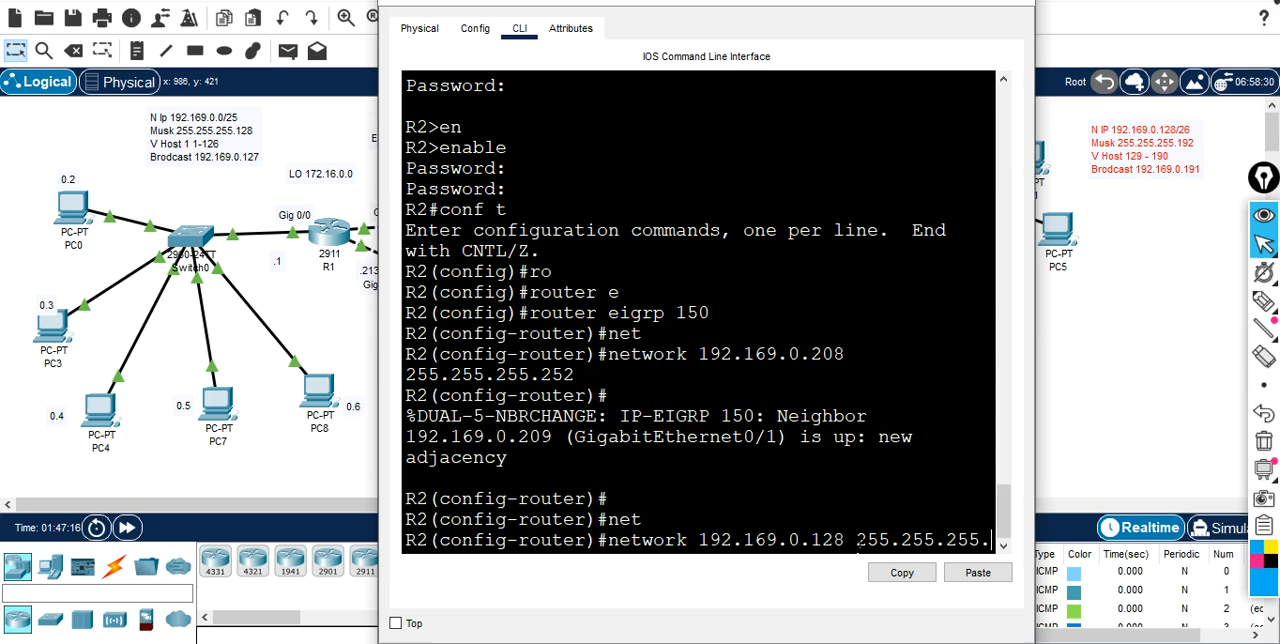 Physical
Config
CLI
Attributes
IOS Command Line Interface
Logical
Physical
x: 986, y: 421
Root
06:58:30
N Ip 192.169.0.0/25
Musk 255.255.255.128
V Host 1 1-126
Brodcast 192.169.0.127
LO 172.16.0.0
0.2
PC-PT
PC0
2960-24TT
Switch0
Gig 0/0
2911
R1
.1
.213
Gig
0.3
PC-PT
PC3
0.4
PC-PT
PC4
0.5
PC-PT
PC7
0.6
PC-PT
PC8
Password:
R2>en
R2>enable
Password:
Password:
R2#conf t
Enter configuration commands, one per line. End
with CNTL/Z.
R2(config)#ro
R2(config)#router e
R2(config)#router eigrp 150
R2(config-router)#net
R2(config-router)#network 192.169.0.208
255.255.255.252
R2(config-router)#
%DUAL-5-NBRCHANGE: IP-EIGRP 150: Neighbor
192.169.0.209 (GigabitEthernet0/1) is up: new
adjacency
R2(config-router)#
R2(config-router)#net
R2(config-router)#network 192.169.0.128 255.255.255.
Copy
Paste
Top
N IP 192.169.0.128/26
Musk 255.255.255.192
V Host 129 - 190
Brodcast 192.169.0.191
PT
PC-PT
PC5
Time: 01:47:16
Realtime
Simul
4331
4321
1941
2901
2911
Type Color Time(sec) Periodic Num
ICMP 0.000 N 0
ICMP 0.000 N 1
ICMP 0.000 N 2
ICMP 0.000 N 3